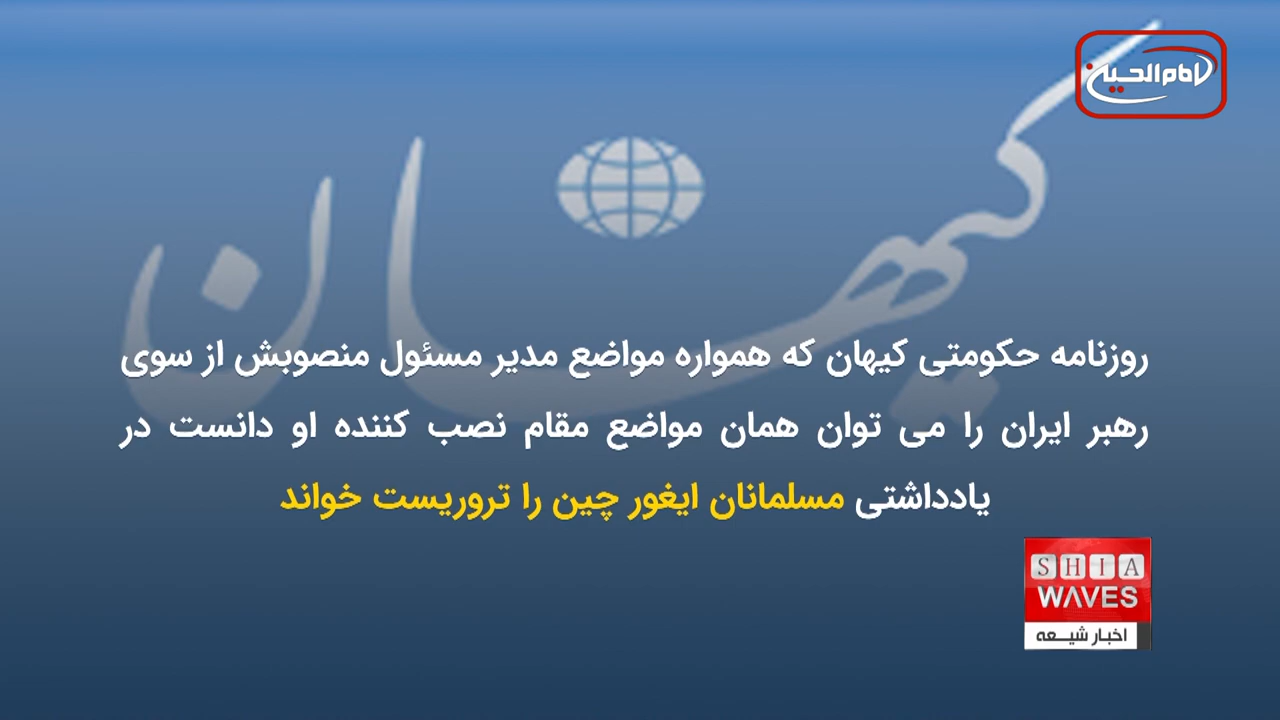 امام الحسین
کیهان
روزنامه حکومتی کیهان که همواره مواضع مدیر مسئول منصوبش از سوی
رهبر ایران را می توان همان مواضع مقام نصب کننده او دانست در
یادداشتی مسلمانان ایغور چین را تروریست خواند
SHIA
WAVES
اخبار شیعه